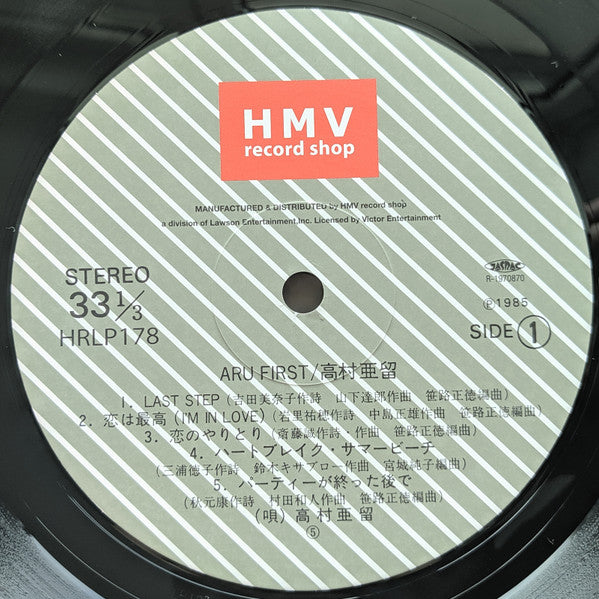 HMV
record shop
MANUFACTURED & DISTRIBUTED by HMV record shop
a division of Lawson Entertainment.Inc. Licensed by Victor Entertainment
STEREO
33 1/3
HRLP178
JASRAC
R-1970870
Ⓟ1985
SIDE 1
ARU FIRST/高村亜留
1. LAST STEP (吉田美奈子作詩 山下達郎作曲 笹路正徳編曲)
2. 恋は最高 (I'M IN LOVE) (岩里祐穂作詩 中島正雄作曲 笹路正徳編曲)
3. 恋のやりとり (斎藤誠作詩・作曲 笹路正徳編曲)
4. ハートブレイク・サマービーチ
(三浦徳子作詩 鈴木キサブロー作曲 宮城純子編曲)
5. パーティーが終った後で
(秋元康作詩 村田和人作曲 笹路正徳編曲)
(唄) 高村亜留
⑤